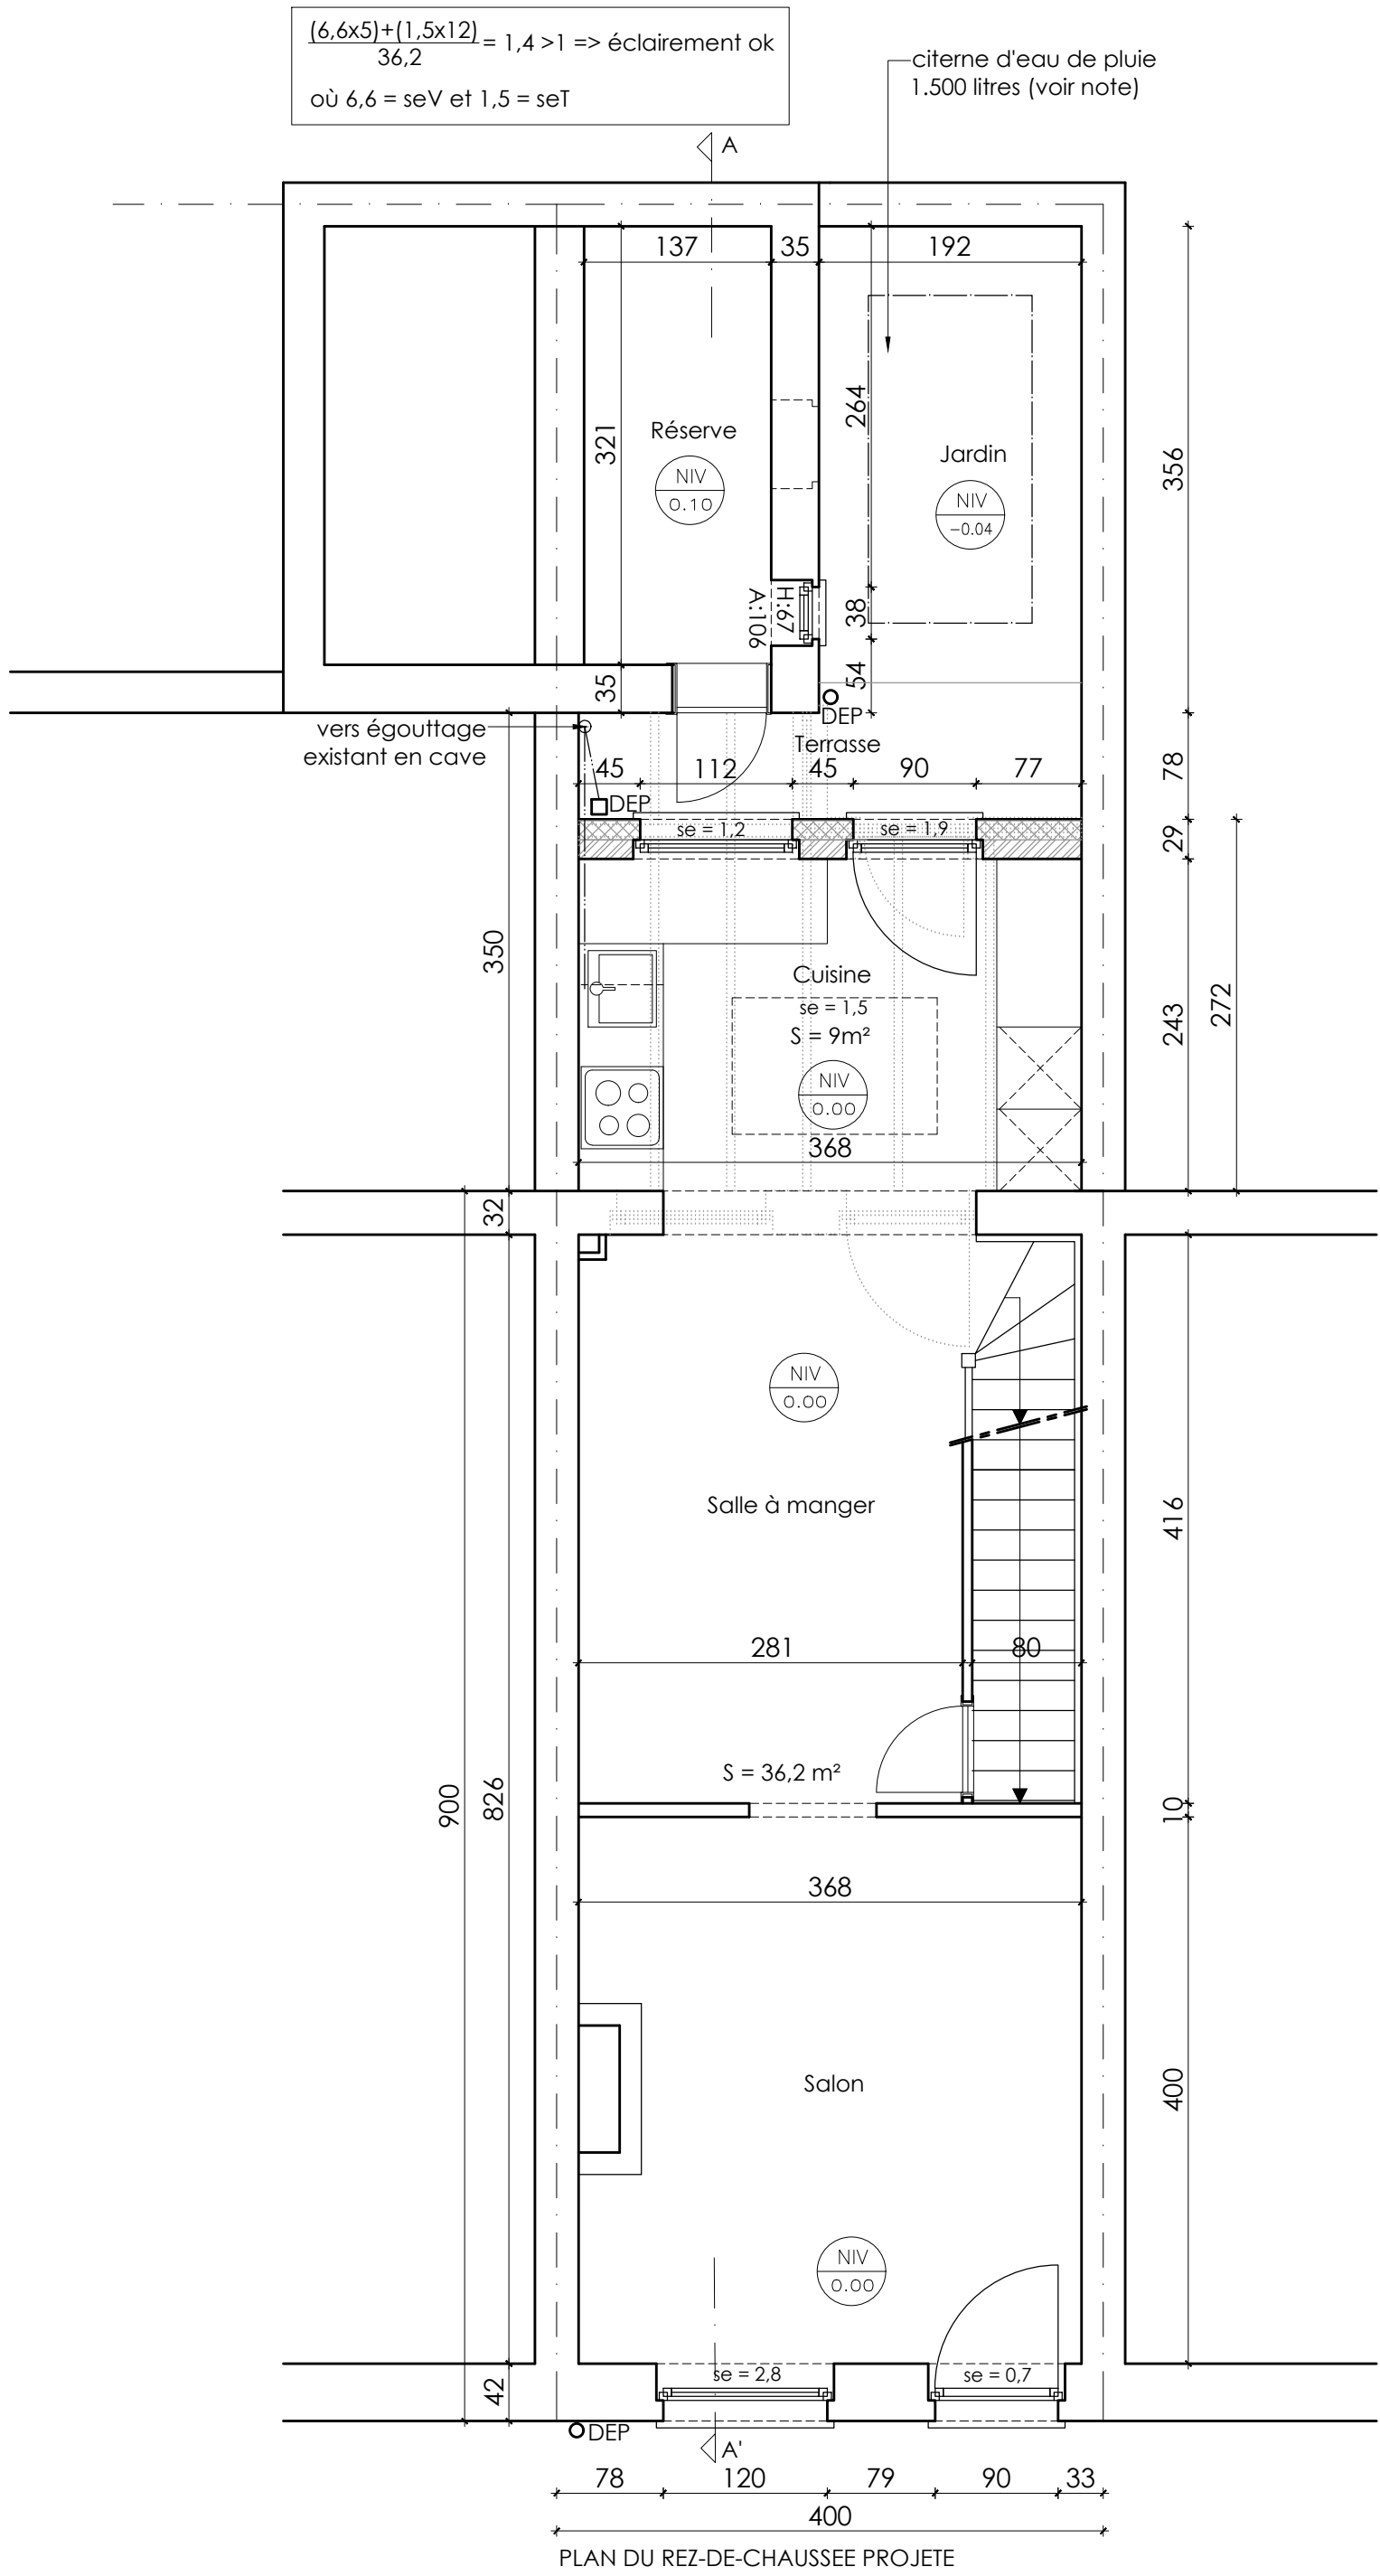 (6,6x5)+(1,5x12)
36,2
= 1,4 >1 => éclairement ok
où 6,6 = seV et 1,5 = seT
citerne d'eau de pluie
1.500 litres (voir note)
A
137
35
192
264
321
Réserve
NIV
0.10
Jardin
NIV
-0.04
356
H:67
A:106
38
54
35
DEP
vers égouttage
existant en cave
Terrasse
45
112
45
90
77
78
DEP
se = 1,2
se = 1,9
29
350
Cuisine
se = 1,5
S = 9m²
NIV
0.00
243
272
368
32
NIV
0.00
Salle à manger
416
281
80
S = 36,2 m²
900
826
10
368
Salon
400
NIV
0.00
se = 2,8
se = 0,7
42
DEP
A'
78
120
79
90
33
400
PLAN DU REZ-DE-CHAUSSEE PROJETE